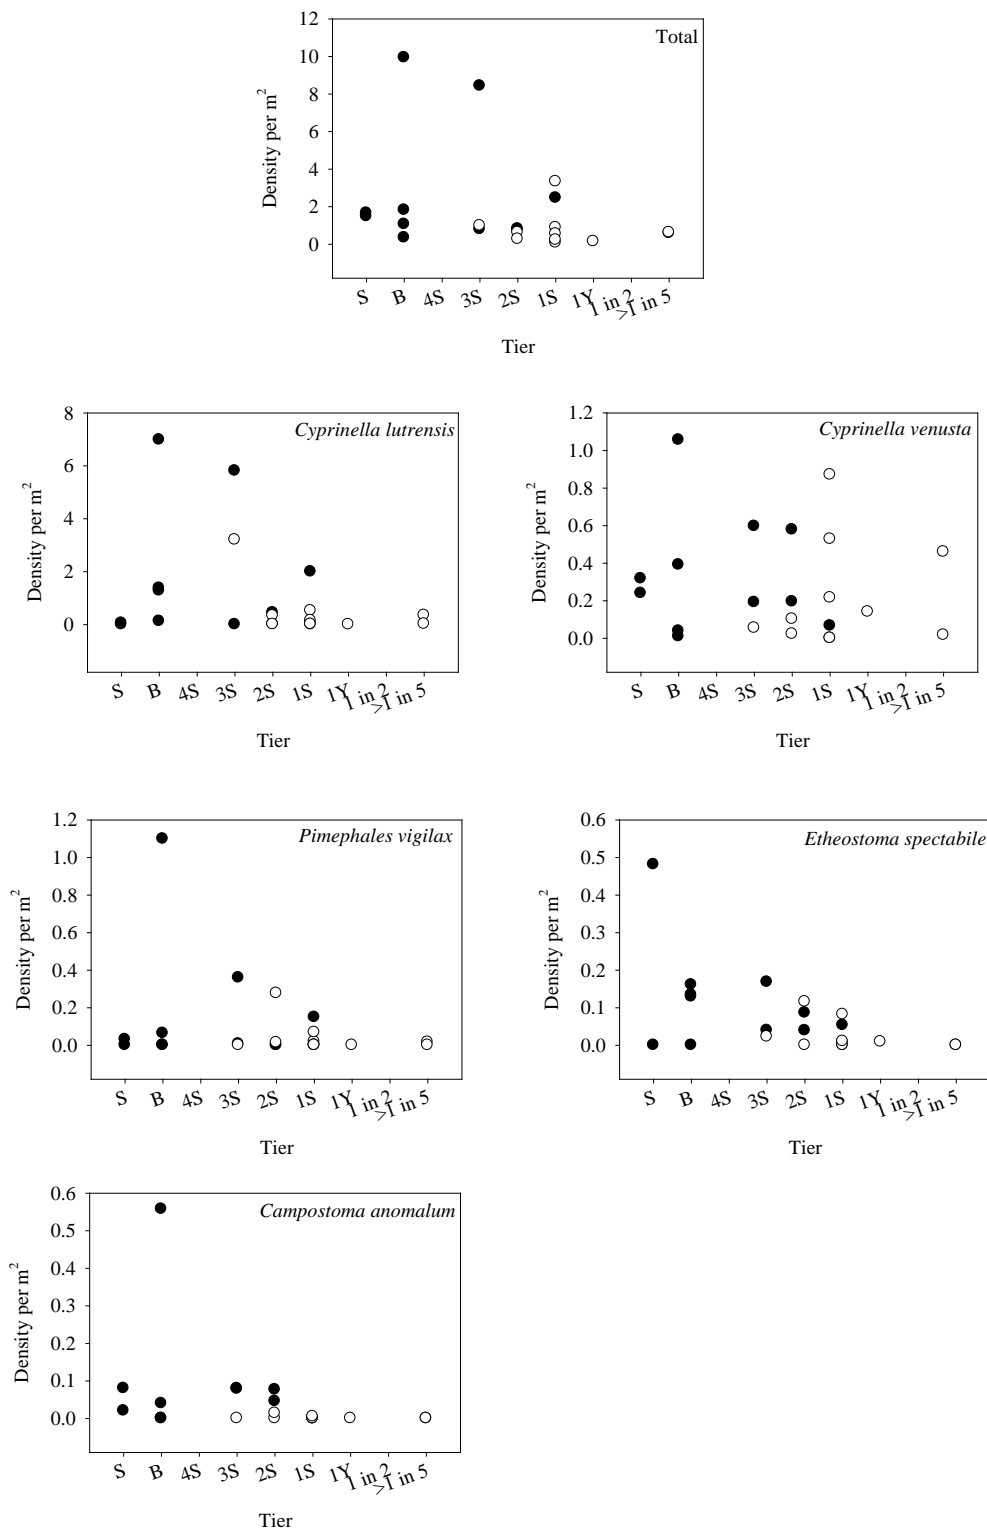 Total
Density per m2
12
10
8
6
4
2
0
S B 4S 3S 2S 1S 1Y 1 in 2 >1 in 5
Tier
Cyprinella lutrensis
Density per m2
8
6
4
2
0
S B 4S 3S 2S 1S 1Y 1 in 2 >1 in 5
Tier
Cyprinella venusta
Density per m2
1.2
1.0
0.8
0.6
0.4
0.2
0.0
S B 4S 3S 2S 1S 1Y 1 in 2 >1 in 5
Tier
Pimephales vigilax
Density per m2
1.2
1.0
0.8
0.6
0.4
0.2
0.0
S B 4S 3S 2S 1S 1Y 1 in 2 >1 in 5
Tier
Etheostoma spectabile
Density per m2
0.6
0.5
0.4
0.3
0.2
0.1
0.0
S B 4S 3S 2S 1S 1Y 1 in 2 >1 in 5
Tier
Campostoma anomalum
Density per m2
0.6
0.5
0.4
0.3
0.2
0.1
0.0
S B 4S 3S 2S 1S 1Y 1 in 2 >1 in 5
Tier